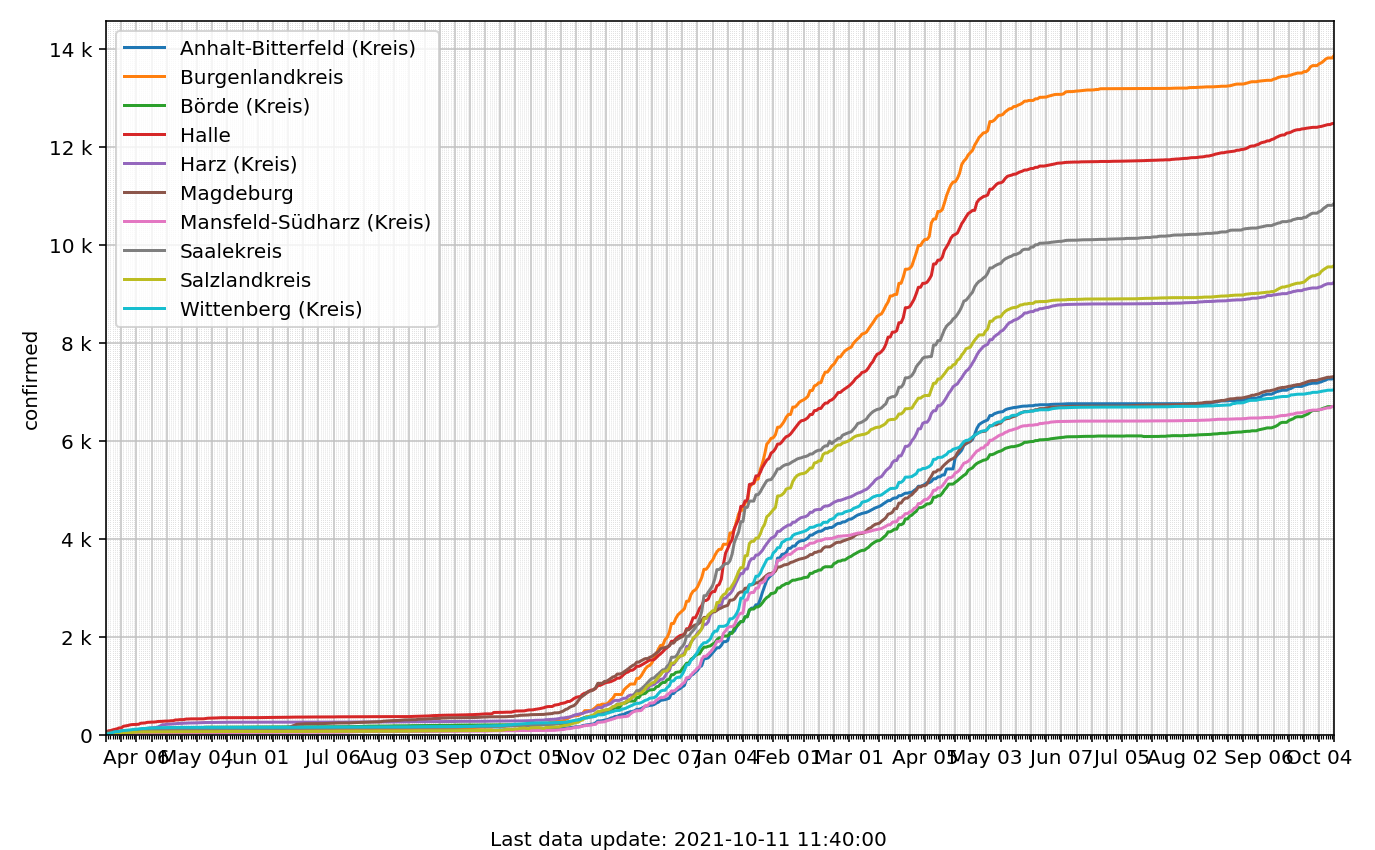 14 k
12 k
10 k
8 k
6 k
4 k
2 k
0
confirmed
Anhalt-Bitterfeld (Kreis)
Burgenlandkreis
Börde (Kreis)
Halle
Harz (Kreis)
Magdeburg
Mansfeld-Südharz (Kreis)
Saalekreis
Salzlandkreis
Wittenberg (Kreis)
Apr 06 May 04 Jun 01 Jul 06 Aug 03 Sep 07 Oct 05 Nov 02 Dec 07 Jan 04 Feb 01 Mar 01 Apr 05 May 03 Jun 07 Jul 05 Aug 02 Sep 06 Oct 04
Last data update: 2021-10-11 11:40:00